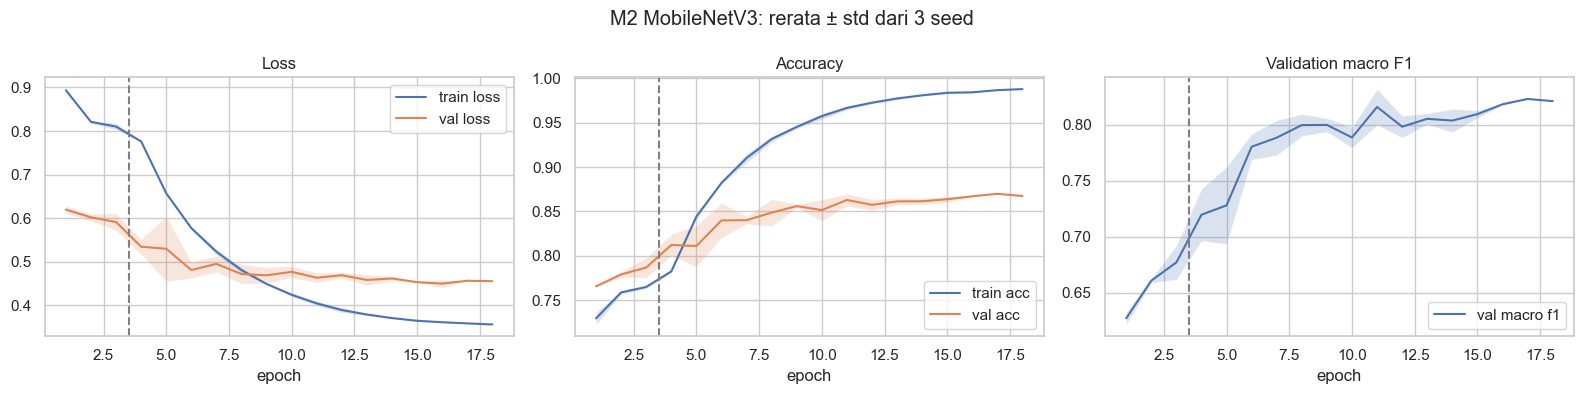 M2 MobileNetV3: rerata ± std dari 3 seed
Loss
0.9
0.8
0.7
0.6
0.5
0.4
train loss
val loss
2.5 5.0 7.5 10.0 12.5 15.0 17.5
epoch
Accuracy
1.00
0.95
0.90
0.85
0.80
0.75
train acc
val acc
2.5 5.0 7.5 10.0 12.5 15.0 17.5
epoch
Validation macro F1
0.80
0.75
0.70
0.65
val macro f1
2.5 5.0 7.5 10.0 12.5 15.0 17.5
epoch